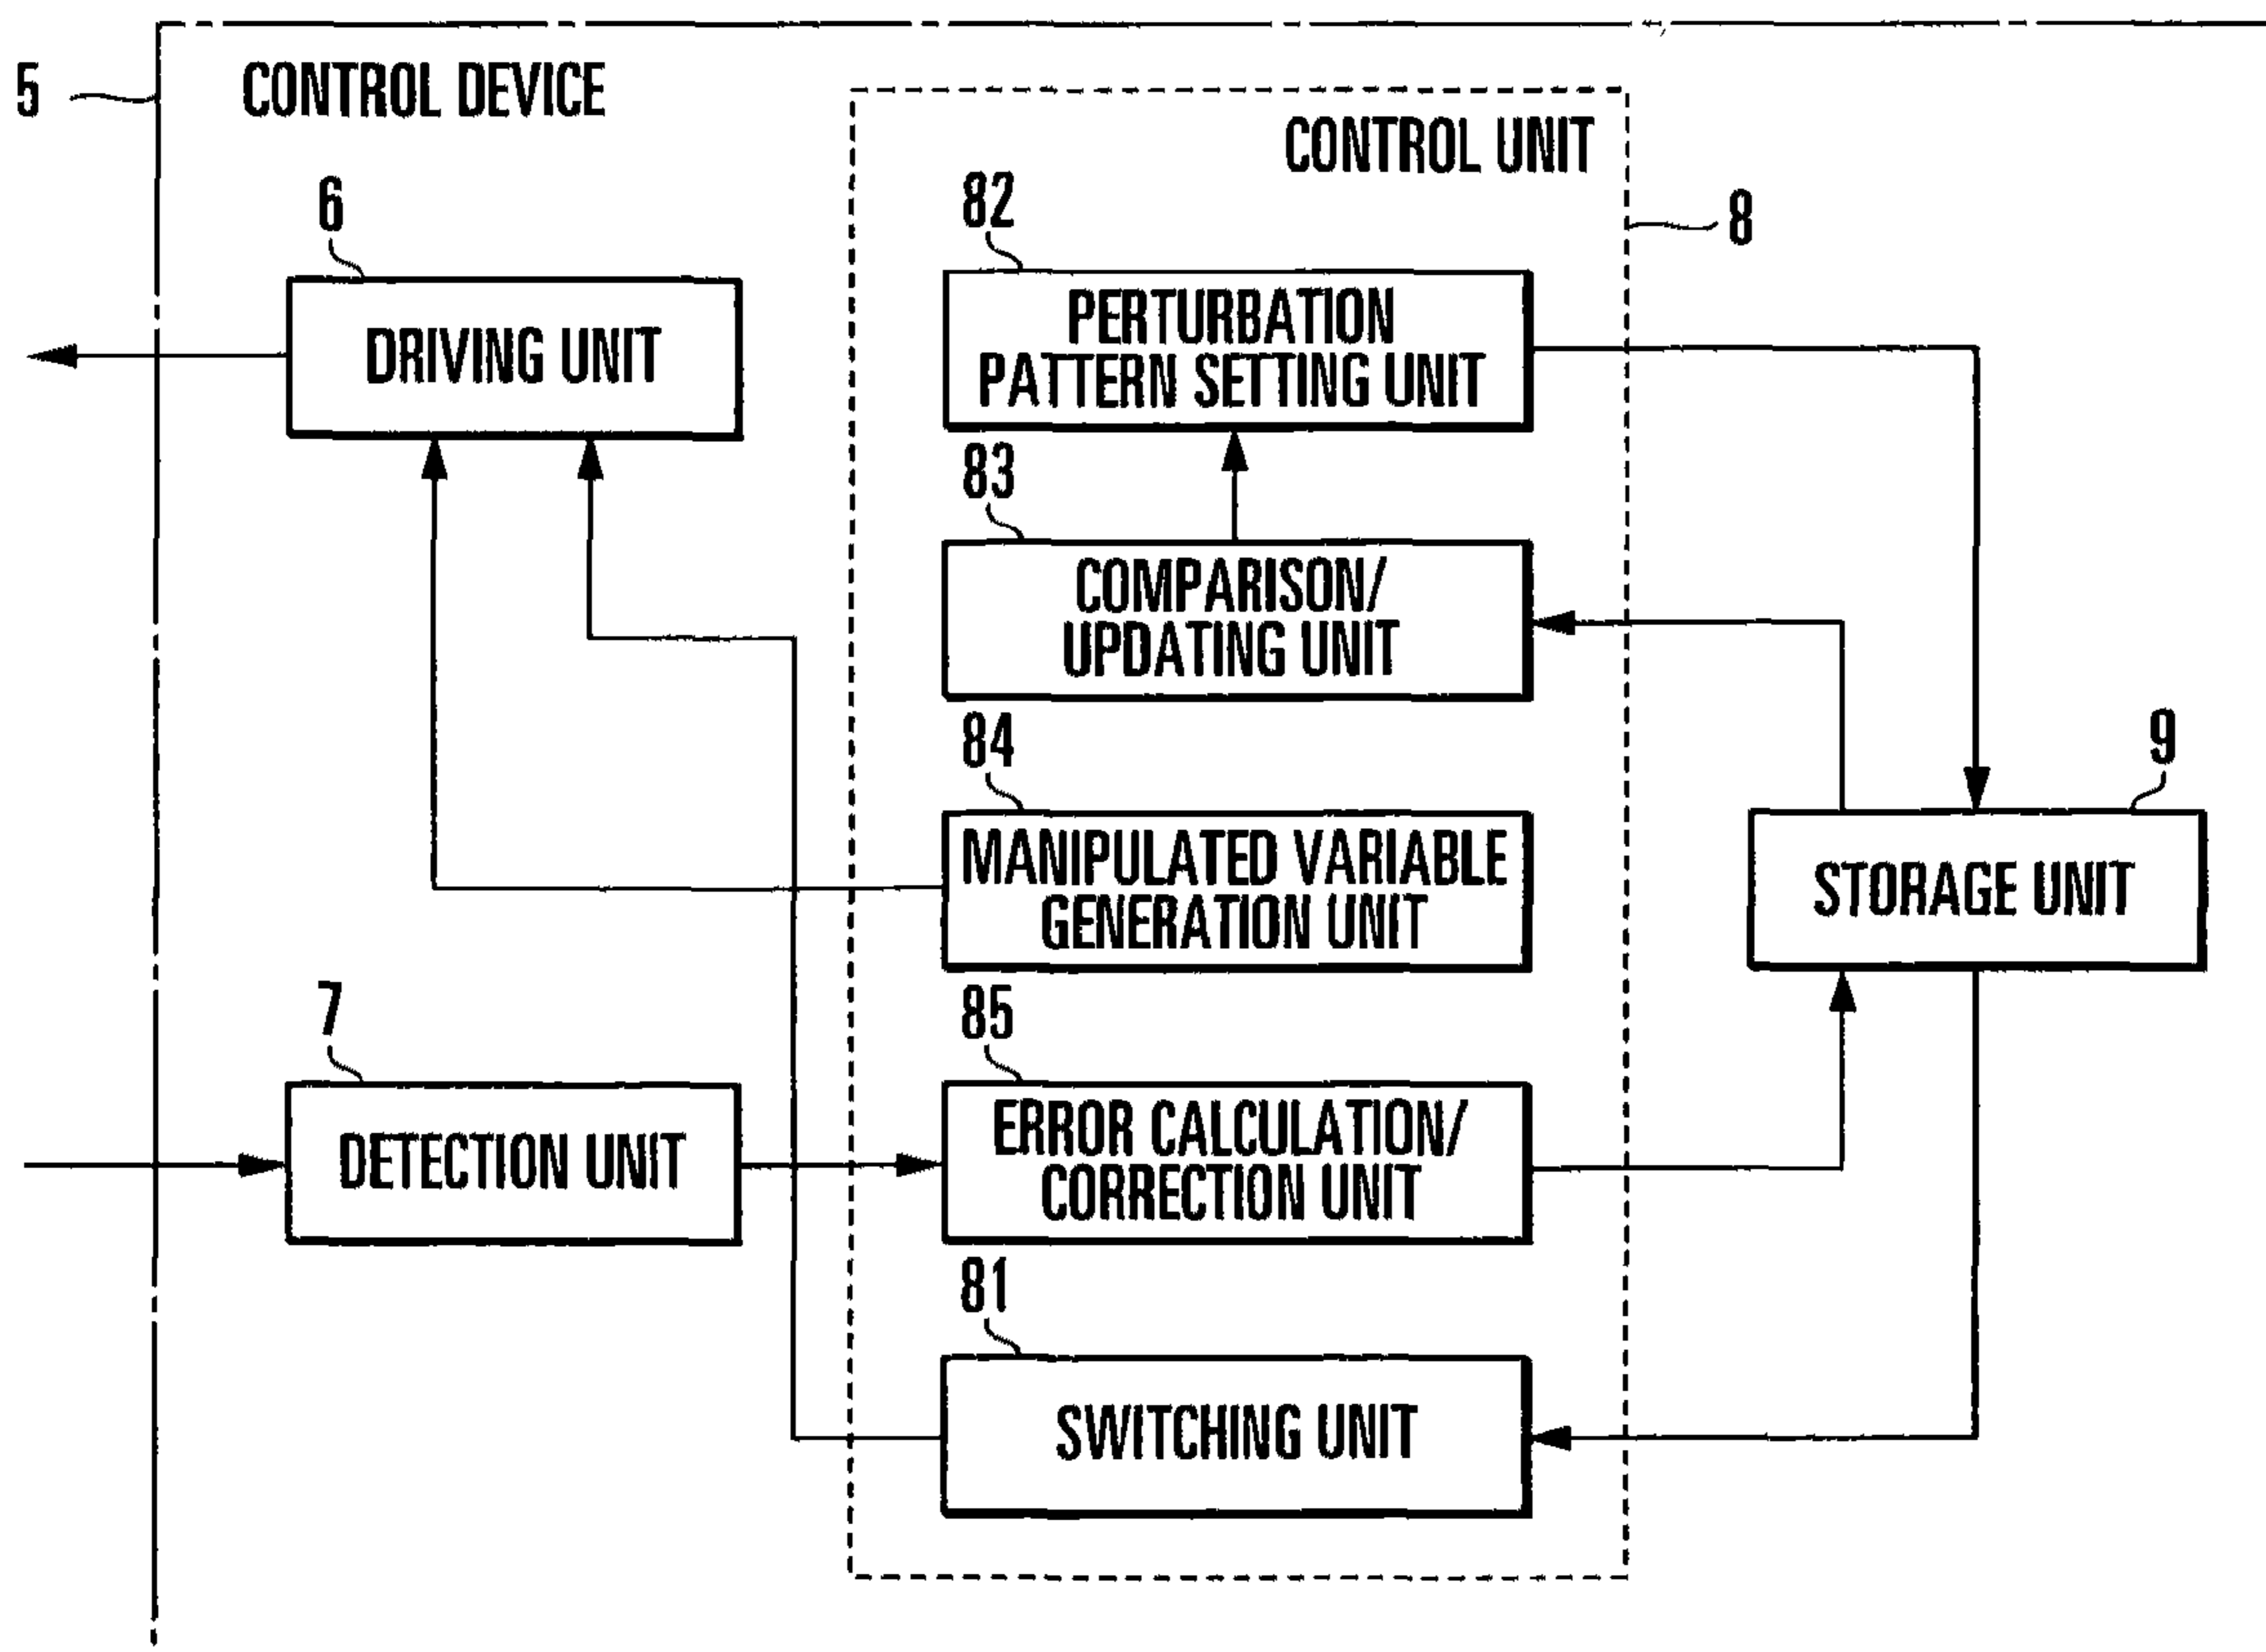 5
CONTROL DEVICE
CONTROL UNIT
6
82
8
DRIVING UNIT
PERTURBATION
PATTERN SETTING UNIT
83
COMPARISON/
UPDATING UNIT
84
9
MANIPULATED VARIABLE
GENERATION UNIT
STORAGE UNIT
7
85
DETECTION UNIT
ERROR CALCULATION/
CORRECTION UNIT
81
SWITCHING UNIT